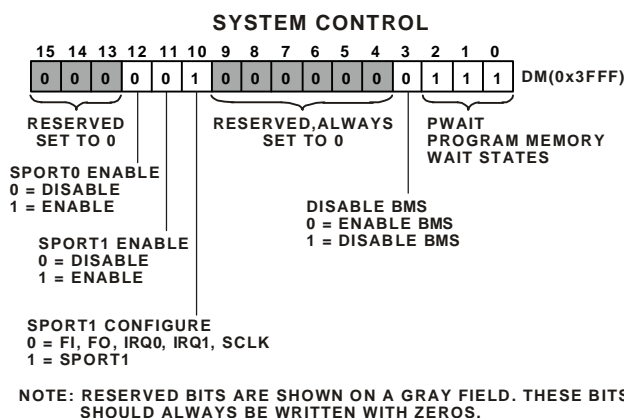 SYSTEM CONTROL
15 14 13 12 11 10 9 8 7 6 5 4 3 2 1 0
0 0 0 0 0 1 0 0 0 0 0 0 0 1 1 1 DM(0x3FFF)
RESERVED
SET TO 0
RESERVED,ALWAYS
SET TO 0
PWAIT
PROGRAM MEMORY
WAIT STATES
SPORT0 ENABLE
0 = DISABLE
1 = ENABLE
DISABLE BMS
0 = ENABLE BMS
1 = DISABLE BMS
SPORT1 ENABLE
0 = DISABLE
1 = ENABLE
SPORT1 CONFIGURE
0 = FI, FO, IRQ0, IRQ1, SCLK
1 = SPORT1
NOTE: RESERVED BITS ARE SHOWN ON A GRAY FIELD. THESE BITS
SHOULD ALWAYS BE WRITTEN WITH ZEROS.